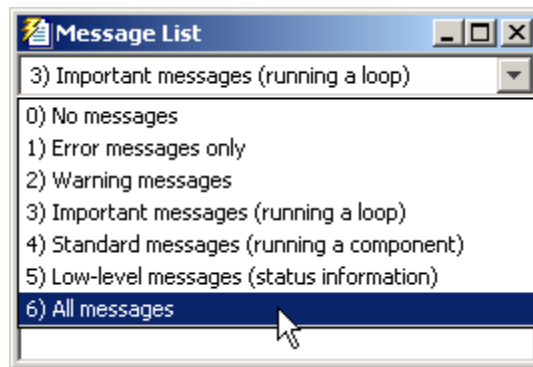 Message List
3) Important messages (running a loop)
0) No messages
1) Error messages only
2) Warning messages
3) Important messages (running a loop)
4) Standard messages (running a component)
5) Low-level messages (status information)
6) All messages